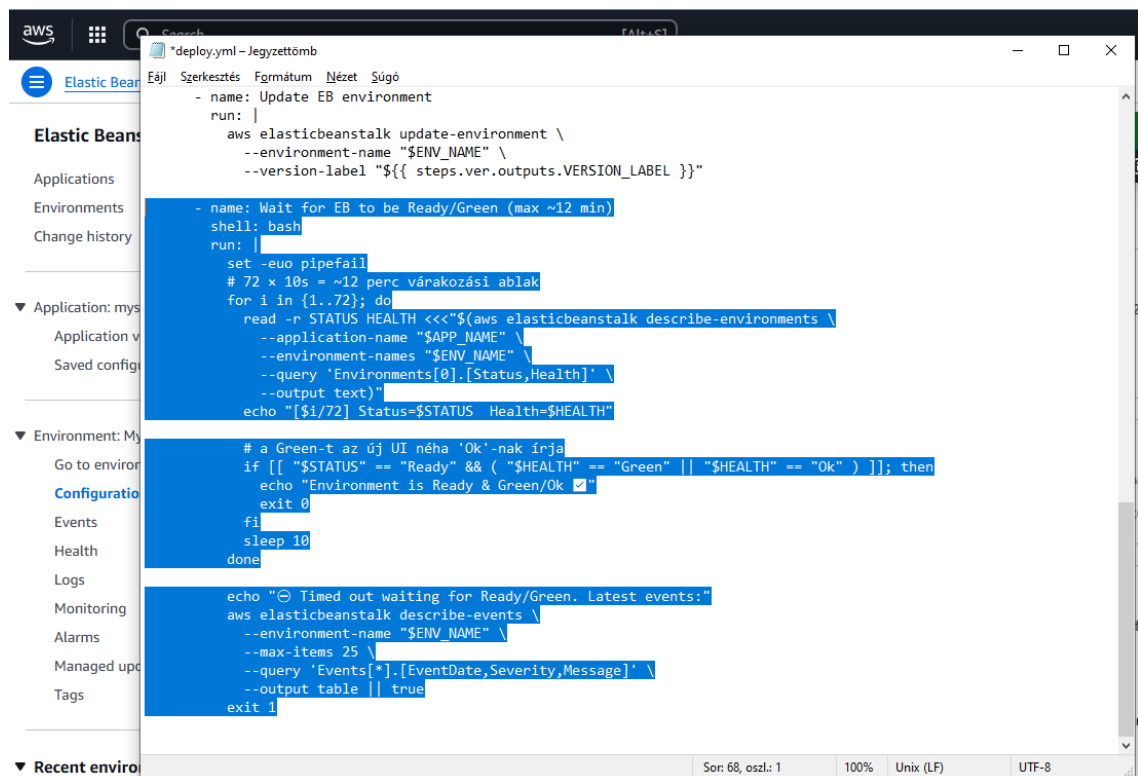 aws
Search
[Alt+S]
*deploy.yml – Jegyzettömb
Fájl Szerkesztés Formátum Nézet Súgó
Elastic Bean
Elastic Beans
Applications
Environments
Change history
Application: mys
Application v
Saved config
Environment: My
Go to environ
Configuratio
Events
Health
Logs
Monitoring
Alarms
Managed upd
Tags
Recent enviro
- name: Update EB environment
run: |
aws elasticbeanstalk update-environment \
--environment-name "$ENV_NAME" \
--version-label "${{ steps.ver.outputs.VERSION_LABEL }}"
- name: Wait for EB to be Ready/Green (max ~12 min)
shell: bash
run: |
set -euo pipefail
# 72 × 10s = ~12 perc várakozási ablak
for i in {1..72}; do
read -r STATUS HEALTH <<<"$(aws elasticbeanstalk describe-environments \
--application-name "$APP_NAME" \
--environment-names "$ENV_NAME" \
--query 'Environments[0].[Status,Health]' \
--output text)"
echo "[$i/72] Status=$STATUS  Health=$HEALTH"
# a Green-t az új UI néha 'Ok'-nak írja
if [[ "$STATUS" == "Ready" && ( "$HEALTH" == "Green" || "$HEALTH" == "Ok" ) ]]; then
echo "Environment is Ready & Green/Ok ✅"
exit 0
fi
sleep 10
done
echo "⛔ Timed out waiting for Ready/Green. Latest events:"
aws elasticbeanstalk describe-events \
--environment-name "$ENV_NAME" \
--max-items 25 \
--query 'Events[*].[EventDate,Severity,Message]' \
--output table || true
exit 1
Sor: 68, oszl.: 1
100%
Unix (LF)
UTF-8